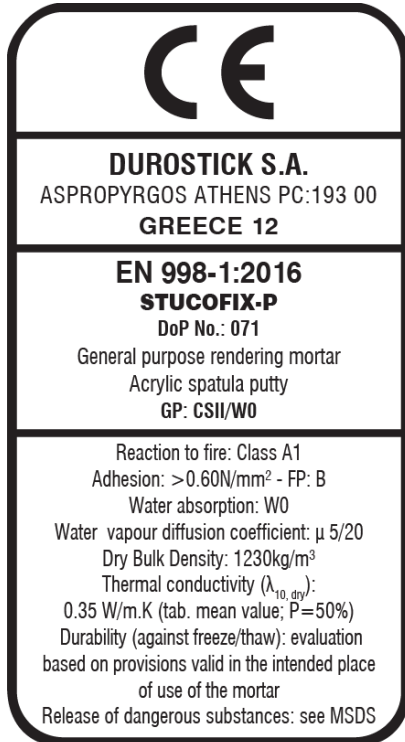 CE
DUROSTICK S.A.
ASPROPYRGOS ATHENS PC:193 00
GREECE 12
EN 998-1:2016
STUCOFIX-P
DoP No.: 071
General purpose rendering mortar
Acrylic spatula putty
GP: CSII/W0
Reaction to fire: Class A1
Adhesion: >0.60N/mm² - FP: B
Water absorption: W0
Water vapour diffusion coefficient: μ 5/20
Dry Bulk Density: 1230kg/m³
Thermal conductivity (λ10, dry):
0.35 W/m.K (tab. mean value; P=50%)
Durability (against freeze/thaw): evaluation
based on provisions valid in the intended place
of use of the mortar
Release of dangerous substances: see MSDS